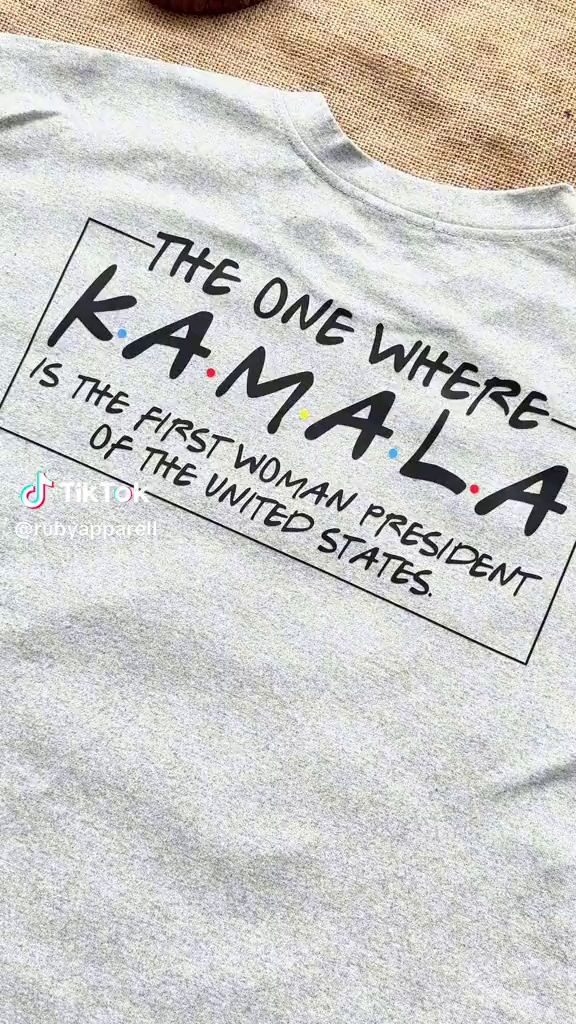 THE ONE WHERE
K.A.M.A.L.A
IS THE FIRST WOMAN PRESIDENT
OF THE UNITED STATES.
TikTok
@rubyapparell